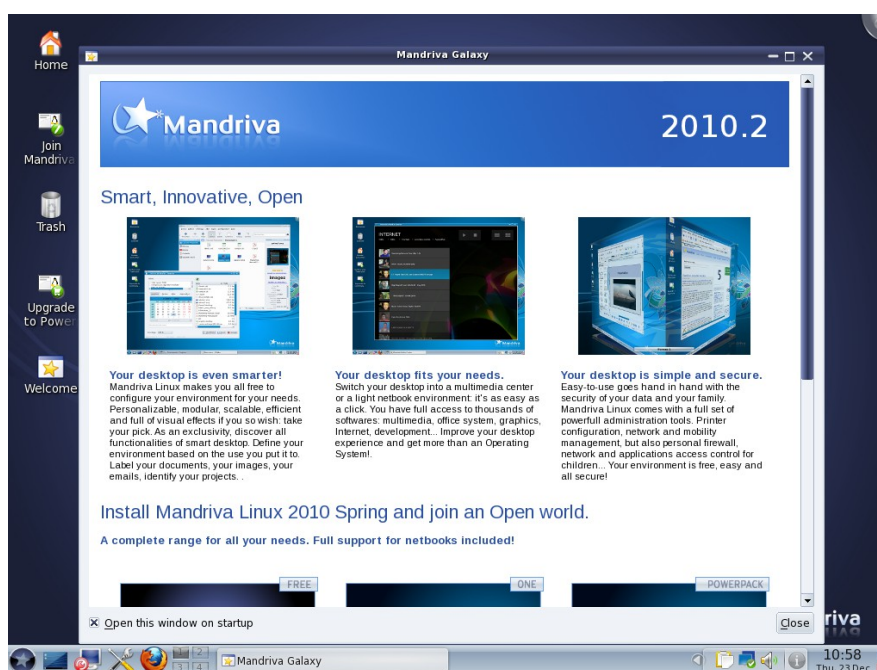 Home
Join
Mandriva
Trash
Upgrade
to Power
Welcome
Mandriva Galaxy
Mandriva
2010.2
Smart, Innovative, Open
INTERNET
5
Your desktop is even smarter!
Mandriva Linux makes you all free to
configure your environment for your needs.
Personalizable, modular, scalable, efficient
and full of visual effects if you so wish: take
your pick. As an exclusivity, discover all
functionalities of smart desktop. Define your
environment based on the use you put it to.
Label your documents, your images, your
emails, identify your projects. .
Your desktop fits your needs.
Switch your desktop into a multimedia center
or a light netbook environment: it's as easy as
a click. You have full access to thousands of
softwares: multimedia, office system, graphics,
Internet, development... Improve your desktop
experience and get more than an Operating
System!.
Your desktop is simple and secure.
Easy-to-use goes hand in hand with the
security of your data and your family.
Mandriva Linux comes with a full set of
powerfull administration tools. Printer
configuration, network and mobility
management, but also personal firewall,
network and applications access control for
children... Your environment is free, easy and
all secure!
Install Mandriva Linux 2010 Spring and join an Open world.
A complete range for all your needs. Full support for netbooks included!
FREE
ONE
POWERPACK
Open this window on startup
Close
riva
2
3 4
Mandriva Galaxy
10:58
Thu 23 Dec